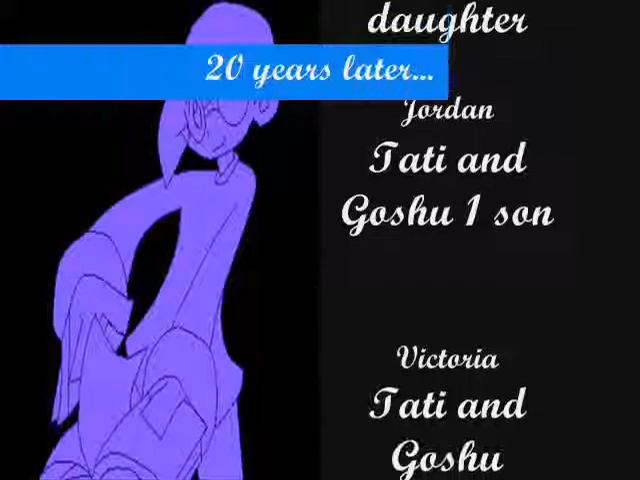 daughter
20 years later...
Jordan
Tati and
Goshu 1 son
Victoria
Tati and
Goshu